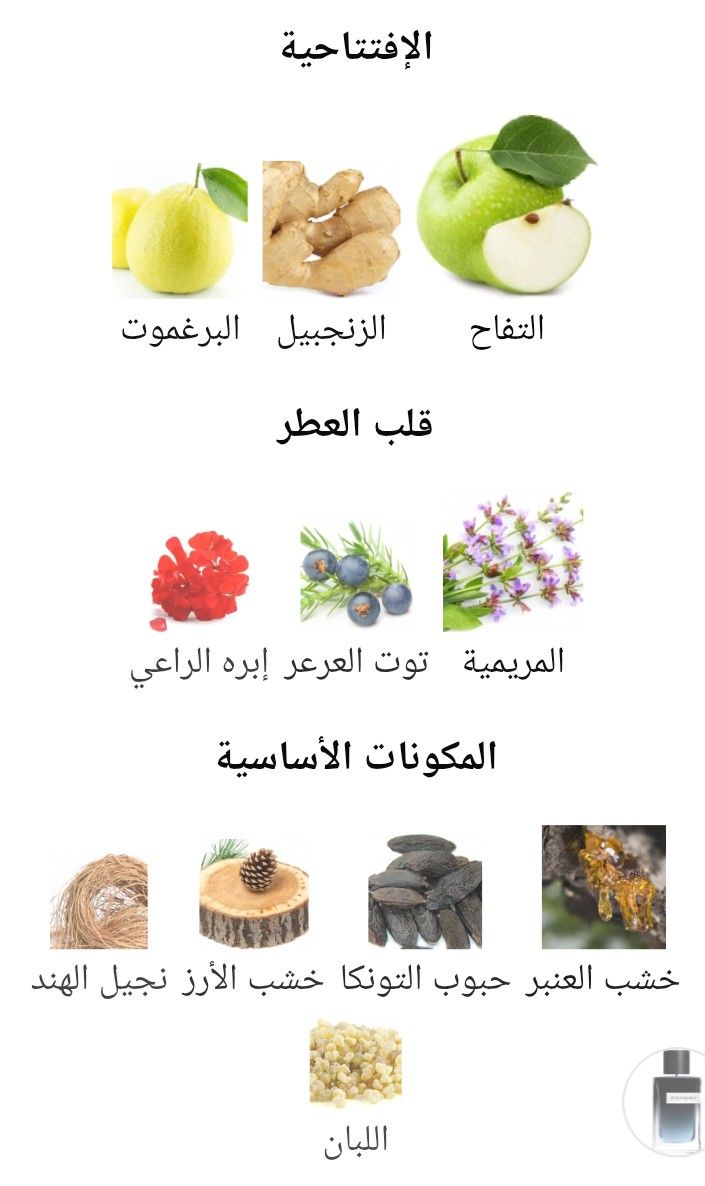 الإفتتاحية
التفاح الزنجبيل البرغموت
قلب العطر
المريمية توت العرعر إبره الراعي
المكونات الأساسية
خشب العنبر حبوب التونكا خشب الأرز نجيل الهند
اللبان